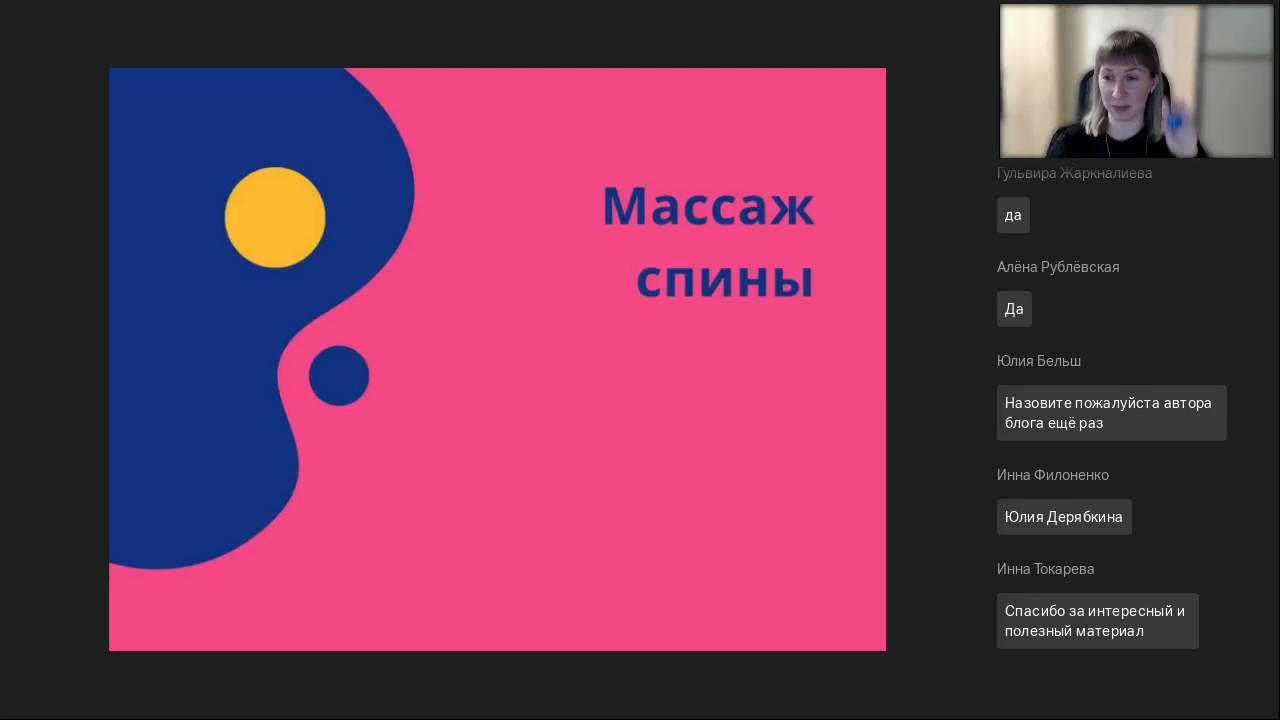 Массаж
спины
Гульвира Жаркналиева
да
Алёна Рублёвская
Да
Юлия Бельш
Назовите пожалуйста автора
блога ещё раз
Инна Филоненко
Юлия Дерябкина
Инна Токарева
Спасибо за интересный и
полезный материал